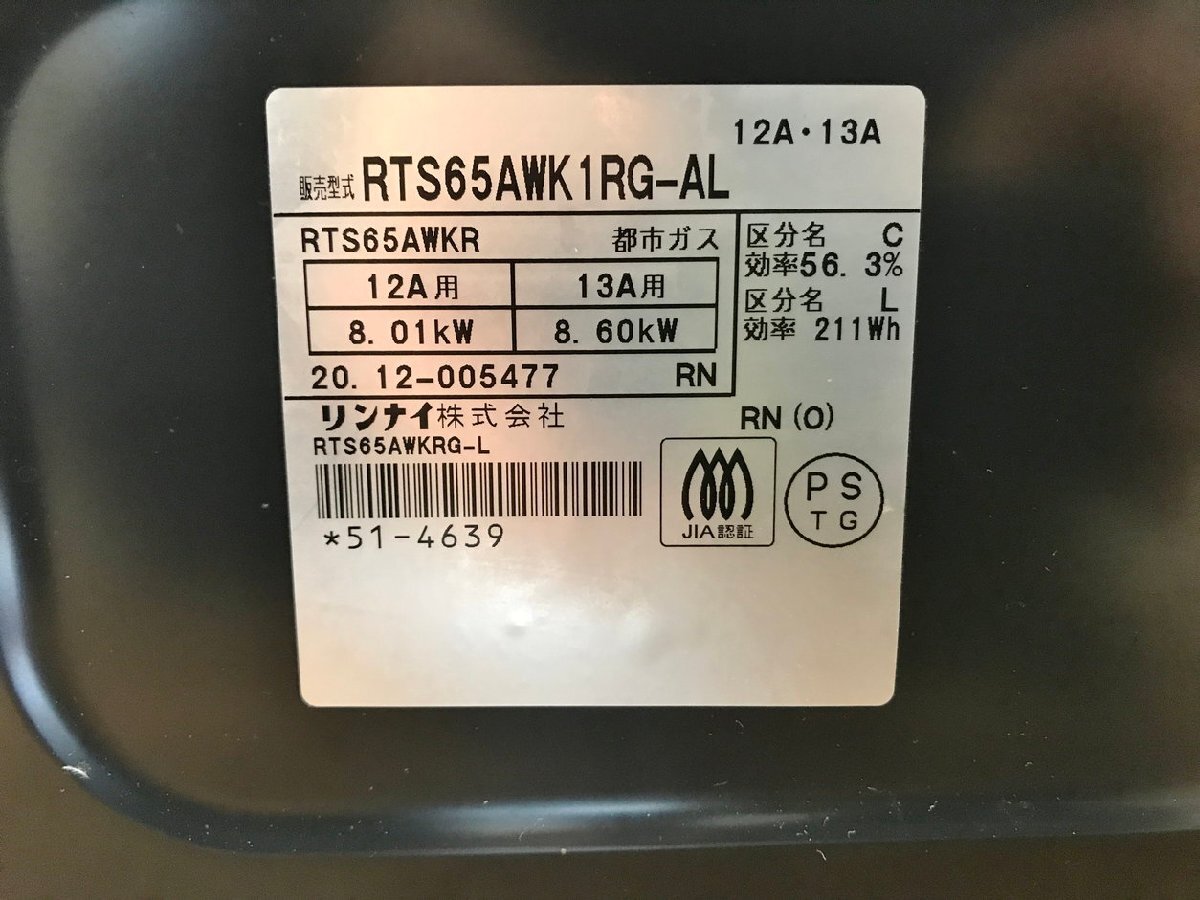 12A・13A
販売型式 RTS65AWK1RG-AL
RTS65AWKR 都市ガス
12A用 13A用
8.01kW 8.60kW
20.12-005477 RN
区分名 C
効率56.3%
区分名 L
効率 211Wh
リンナイ株式会社 RN(O)
RTS65AWKRG-L
*51-4639
JIA認証
PS
TG